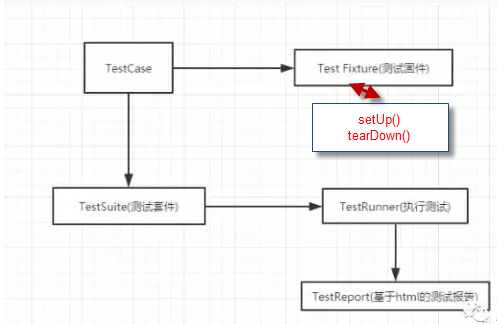 TestCase
Test Fixture(测试固件)
setUp()
tearDown()
TestSuite(测试套件)
TestRunner(执行测试)
TestReport(基于html的测试报告)